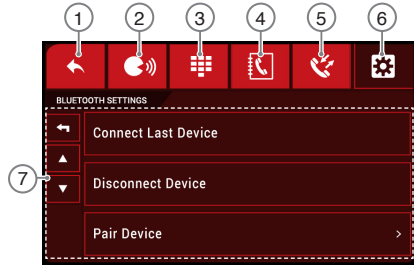 1 2 3 4 5 6
BLUETOOTH SETTINGS
Connect Last Device
7
Disconnect Device
Pair Device >